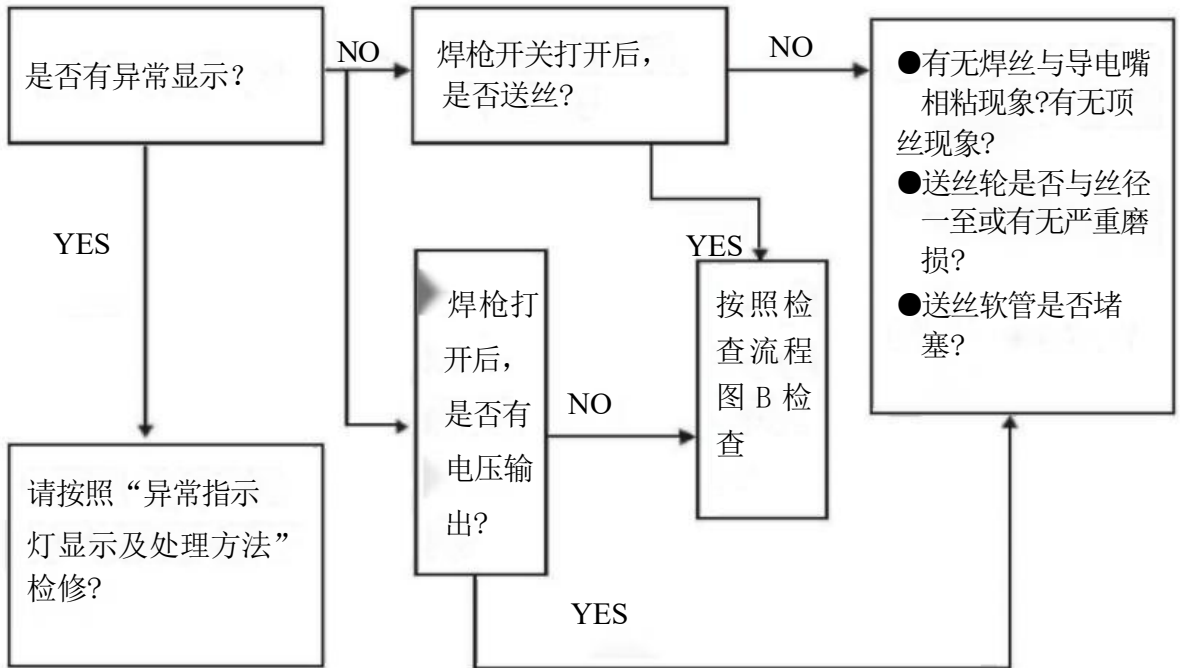 是否有异常显示？
NO
焊枪开关打开后，
是否送丝?
NO
●有无焊丝与导电嘴
相粘现象?有无顶
丝现象?
●送丝轮是否与丝径
一至或有无严重磨
损?
●送丝软管是否堵
塞?
YES
YES
焊枪打
开后，
是否有
电压输
出?
NO
按照检
查流程
图 B 检
查
请按照“异常指示
灯显示及处理方法”
检修?
YES